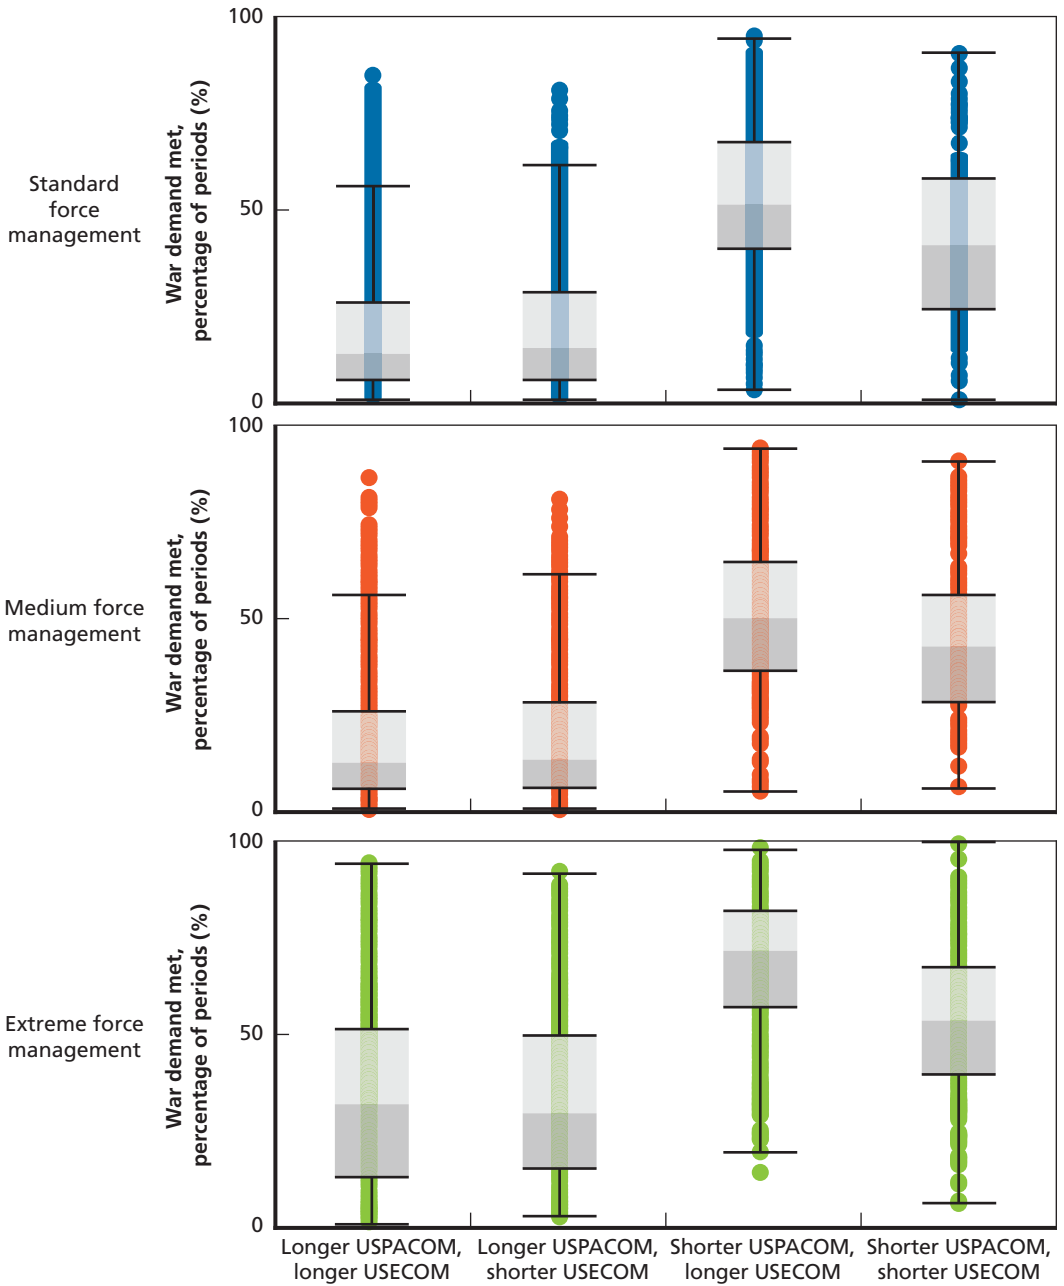 Standard
force
management
War demand met,
percentage of periods (%)
100
50
0
Medium force
management
War demand met,
percentage of periods (%)
100
50
0
Extreme force
management
War demand met,
percentage of periods (%)
100
50
0
Longer USPACOM,
longer USECOM
Longer USPACOM,
shorter USECOM
Shorter USPACOM,
longer USECOM
Shorter USPACOM,
shorter USECOM